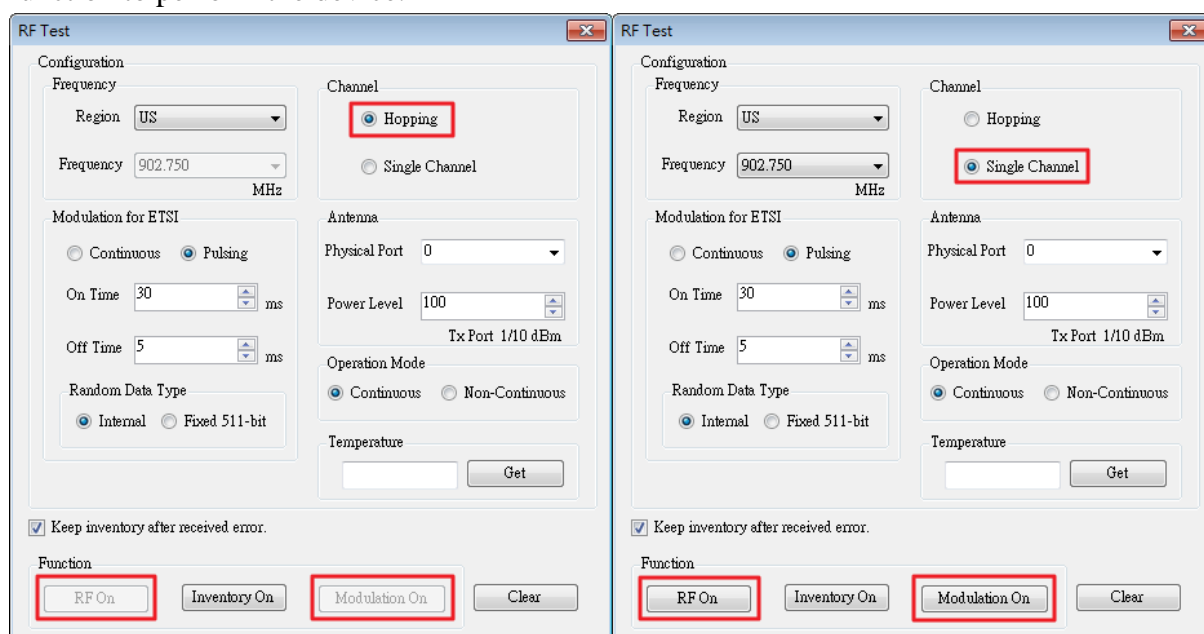 RF Test
Configuration
Frequency
Region US
Frequency 902.750
MHz
Channel
Hopping
Single Channel
Modulation for ETSI
Continuous Pulsing
On Time 30 ms
Off Time 5 ms
Random Data Type
Internal Fixed 511-bit
Antenna
Physical Port 0
Power Level 100
Tx Port 1/10 dBm
Operation Mode
Continuous Non-Continuous
Temperature
Get
Keep inventory after received error.
Function
RF On Inventory On Modulation On Clear
RF Test
Configuration
Frequency
Region US
Frequency 902.750
MHz
Channel
Hopping
Single Channel
Modulation for ETSI
Continuous Pulsing
On Time 30 ms
Off Time 5 ms
Random Data Type
Internal Fixed 511-bit
Antenna
Physical Port 0
Power Level 100
Tx Port 1/10 dBm
Operation Mode
Continuous Non-Continuous
Temperature
Get
Keep inventory after received error.
Function
RF On Inventory On Modulation On Clear